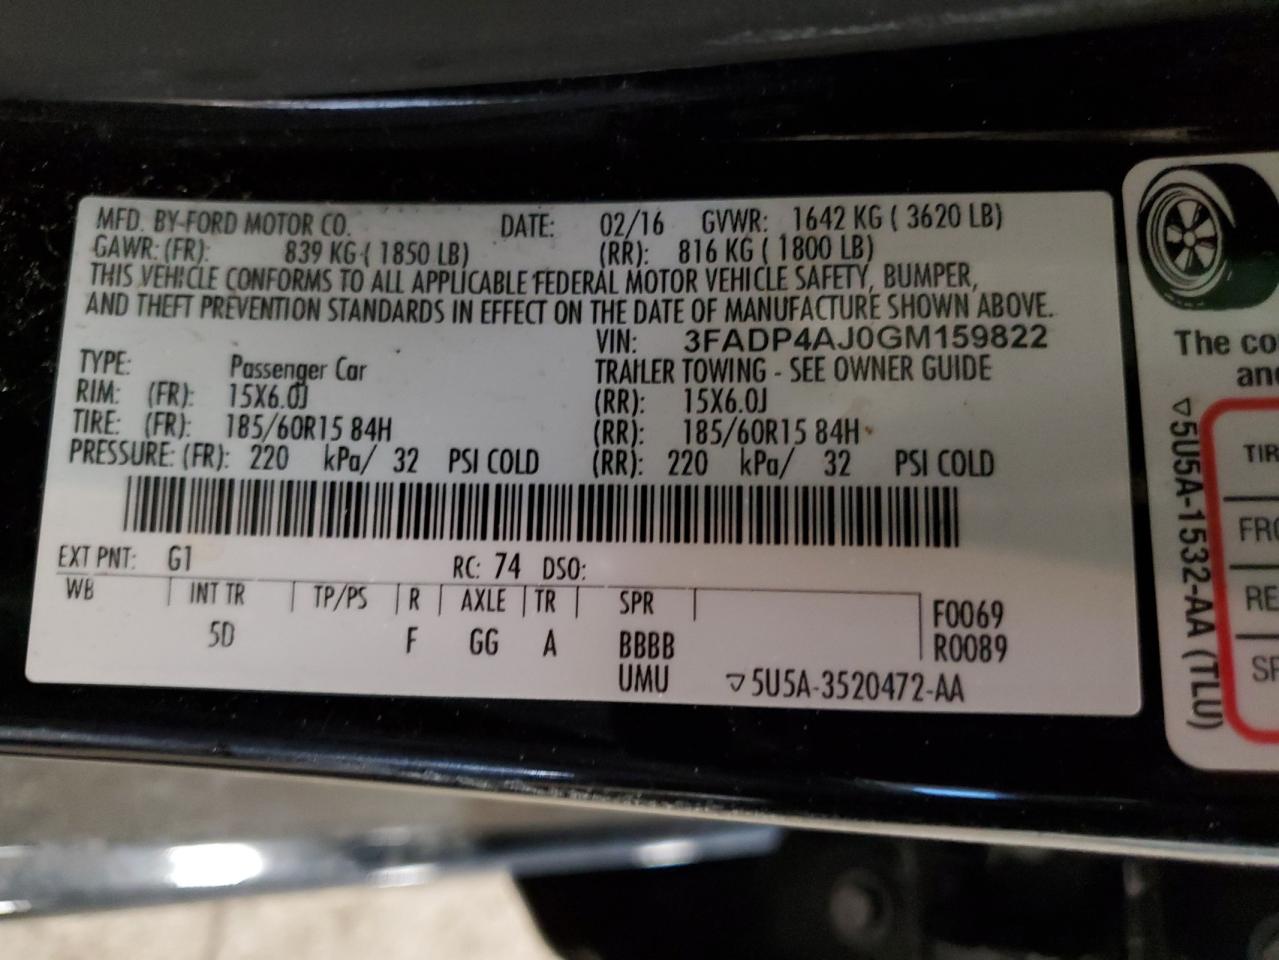 MFD. BY-FORD MOTOR CO. DATE: 02/16 GVWR: 1642 KG ( 3620 LB)
GAWR: (FR): 839 KG ( 1850 LB) (RR): 816 KG ( 1800 LB)
THIS VEHICLE CONFORMS TO ALL APPLICABLE FEDERAL MOTOR VEHICLE SAFETY, BUMPER,
AND THEFT PREVENTION STANDARDS IN EFFECT ON THE DATE OF MANUFACTURE SHOWN ABOVE.
VIN: 3FADP4AJ0GM159822
TYPE: Passenger Car TRAILER TOWING - SEE OWNER GUIDE
RIM: (FR): 15X6.0J (RR): 15X6.0J
TIRE: (FR): 185/60R15 84H (RR): 185/60R15 84H
PRESSURE: (FR): 220 kPa/ 32 PSI COLD (RR): 220 kPa/ 32 PSI COLD
EXT PNT: G1 RC: 74 DSO:
WB INT TR TP/PS R AXLE TR SPR F0069
5D F GG A BBBB R0089
UMU ▽5U5A-3520472-AA
The co
and
▽5U5A-1532-AA (TLU)
TIR
FRO
RE
SP